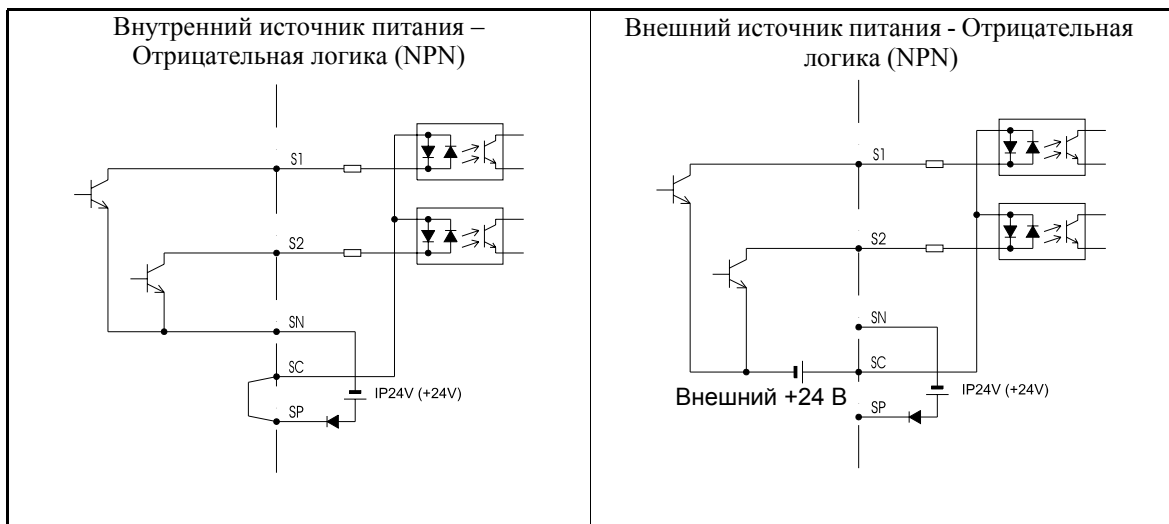 Внутренний источник питания –
Отрицательная логика (NPN)
S1
S2
SN
SC
IP24V (+24V)
SP
Внешний источник питания - Отрицательная
логика (NPN)
S1
S2
SN
SC
Внешний +24 В
IP24V (+24V)
SP